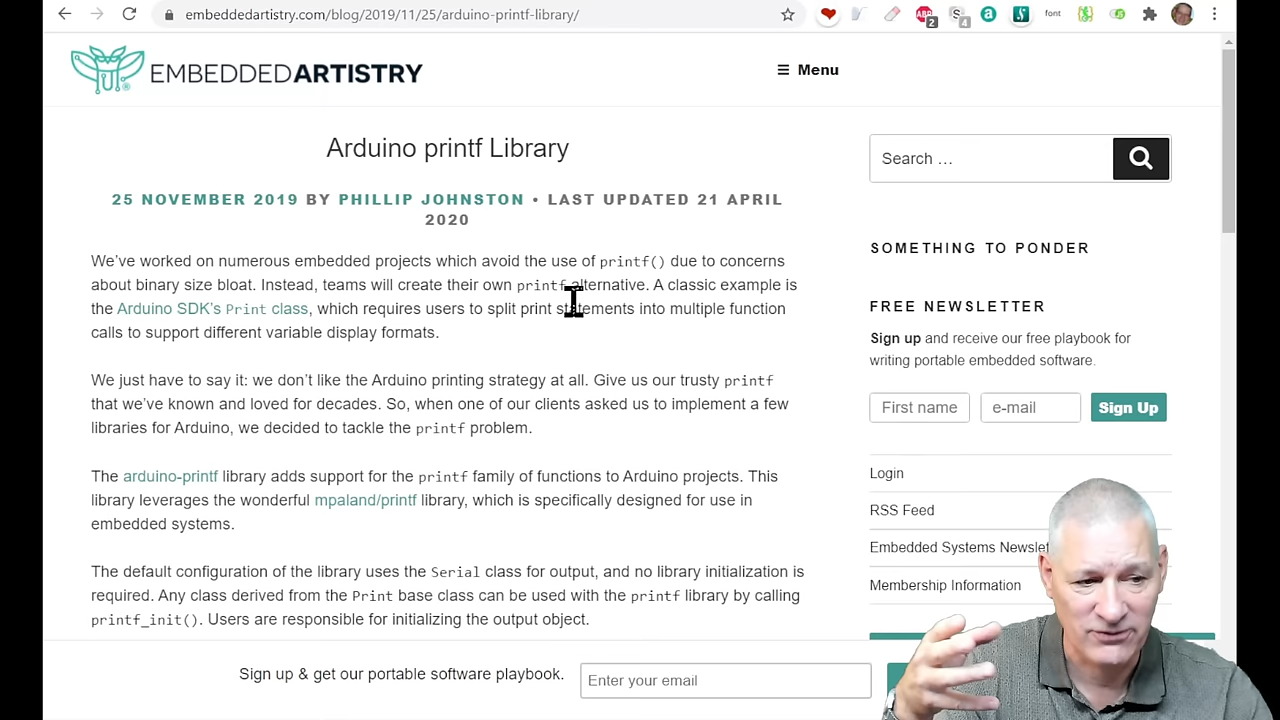 embeddedartistry.com/blog/2019/11/25/arduino-printf-library/
ABP
2
S
4
a
font
EMBEDDEDARTISTRY
☰ Menu
Arduino printf Library
25 NOVEMBER 2019 BY PHILLIP JOHNSTON • LAST UPDATED 21 APRIL
2020
We’ve worked on numerous embedded projects which avoid the use of printf() due to concerns
about binary size bloat. Instead, teams will create their own printf alternative. A classic example is
the Arduino SDK’s Print class, which requires users to split print statements into multiple function
calls to support different variable display formats.
We just have to say it: we don’t like the Arduino printing strategy at all. Give us our trusty printf
that we’ve known and loved for decades. So, when one of our clients asked us to implement a few
libraries for Arduino, we decided to tackle the printf problem.
The arduino-printf library adds support for the printf family of functions to Arduino projects. This
library leverages the wonderful mpaland/printf library, which is specifically designed for use in
embedded systems.
The default configuration of the library uses the Serial class for output, and no library initialization is
required. Any class derived from the Print base class can be used with the printf library by calling
printf_init(). Users are responsible for initializing the output object.
Search …
SOMETHING TO PONDER
FREE NEWSLETTER
Sign up and receive our free playbook for
writing portable embedded software.
First name
e-mail
Sign Up
Login
RSS Feed
Embedded Systems Newslet
Membership Information
Sign up & get our portable software playbook.
Enter your email